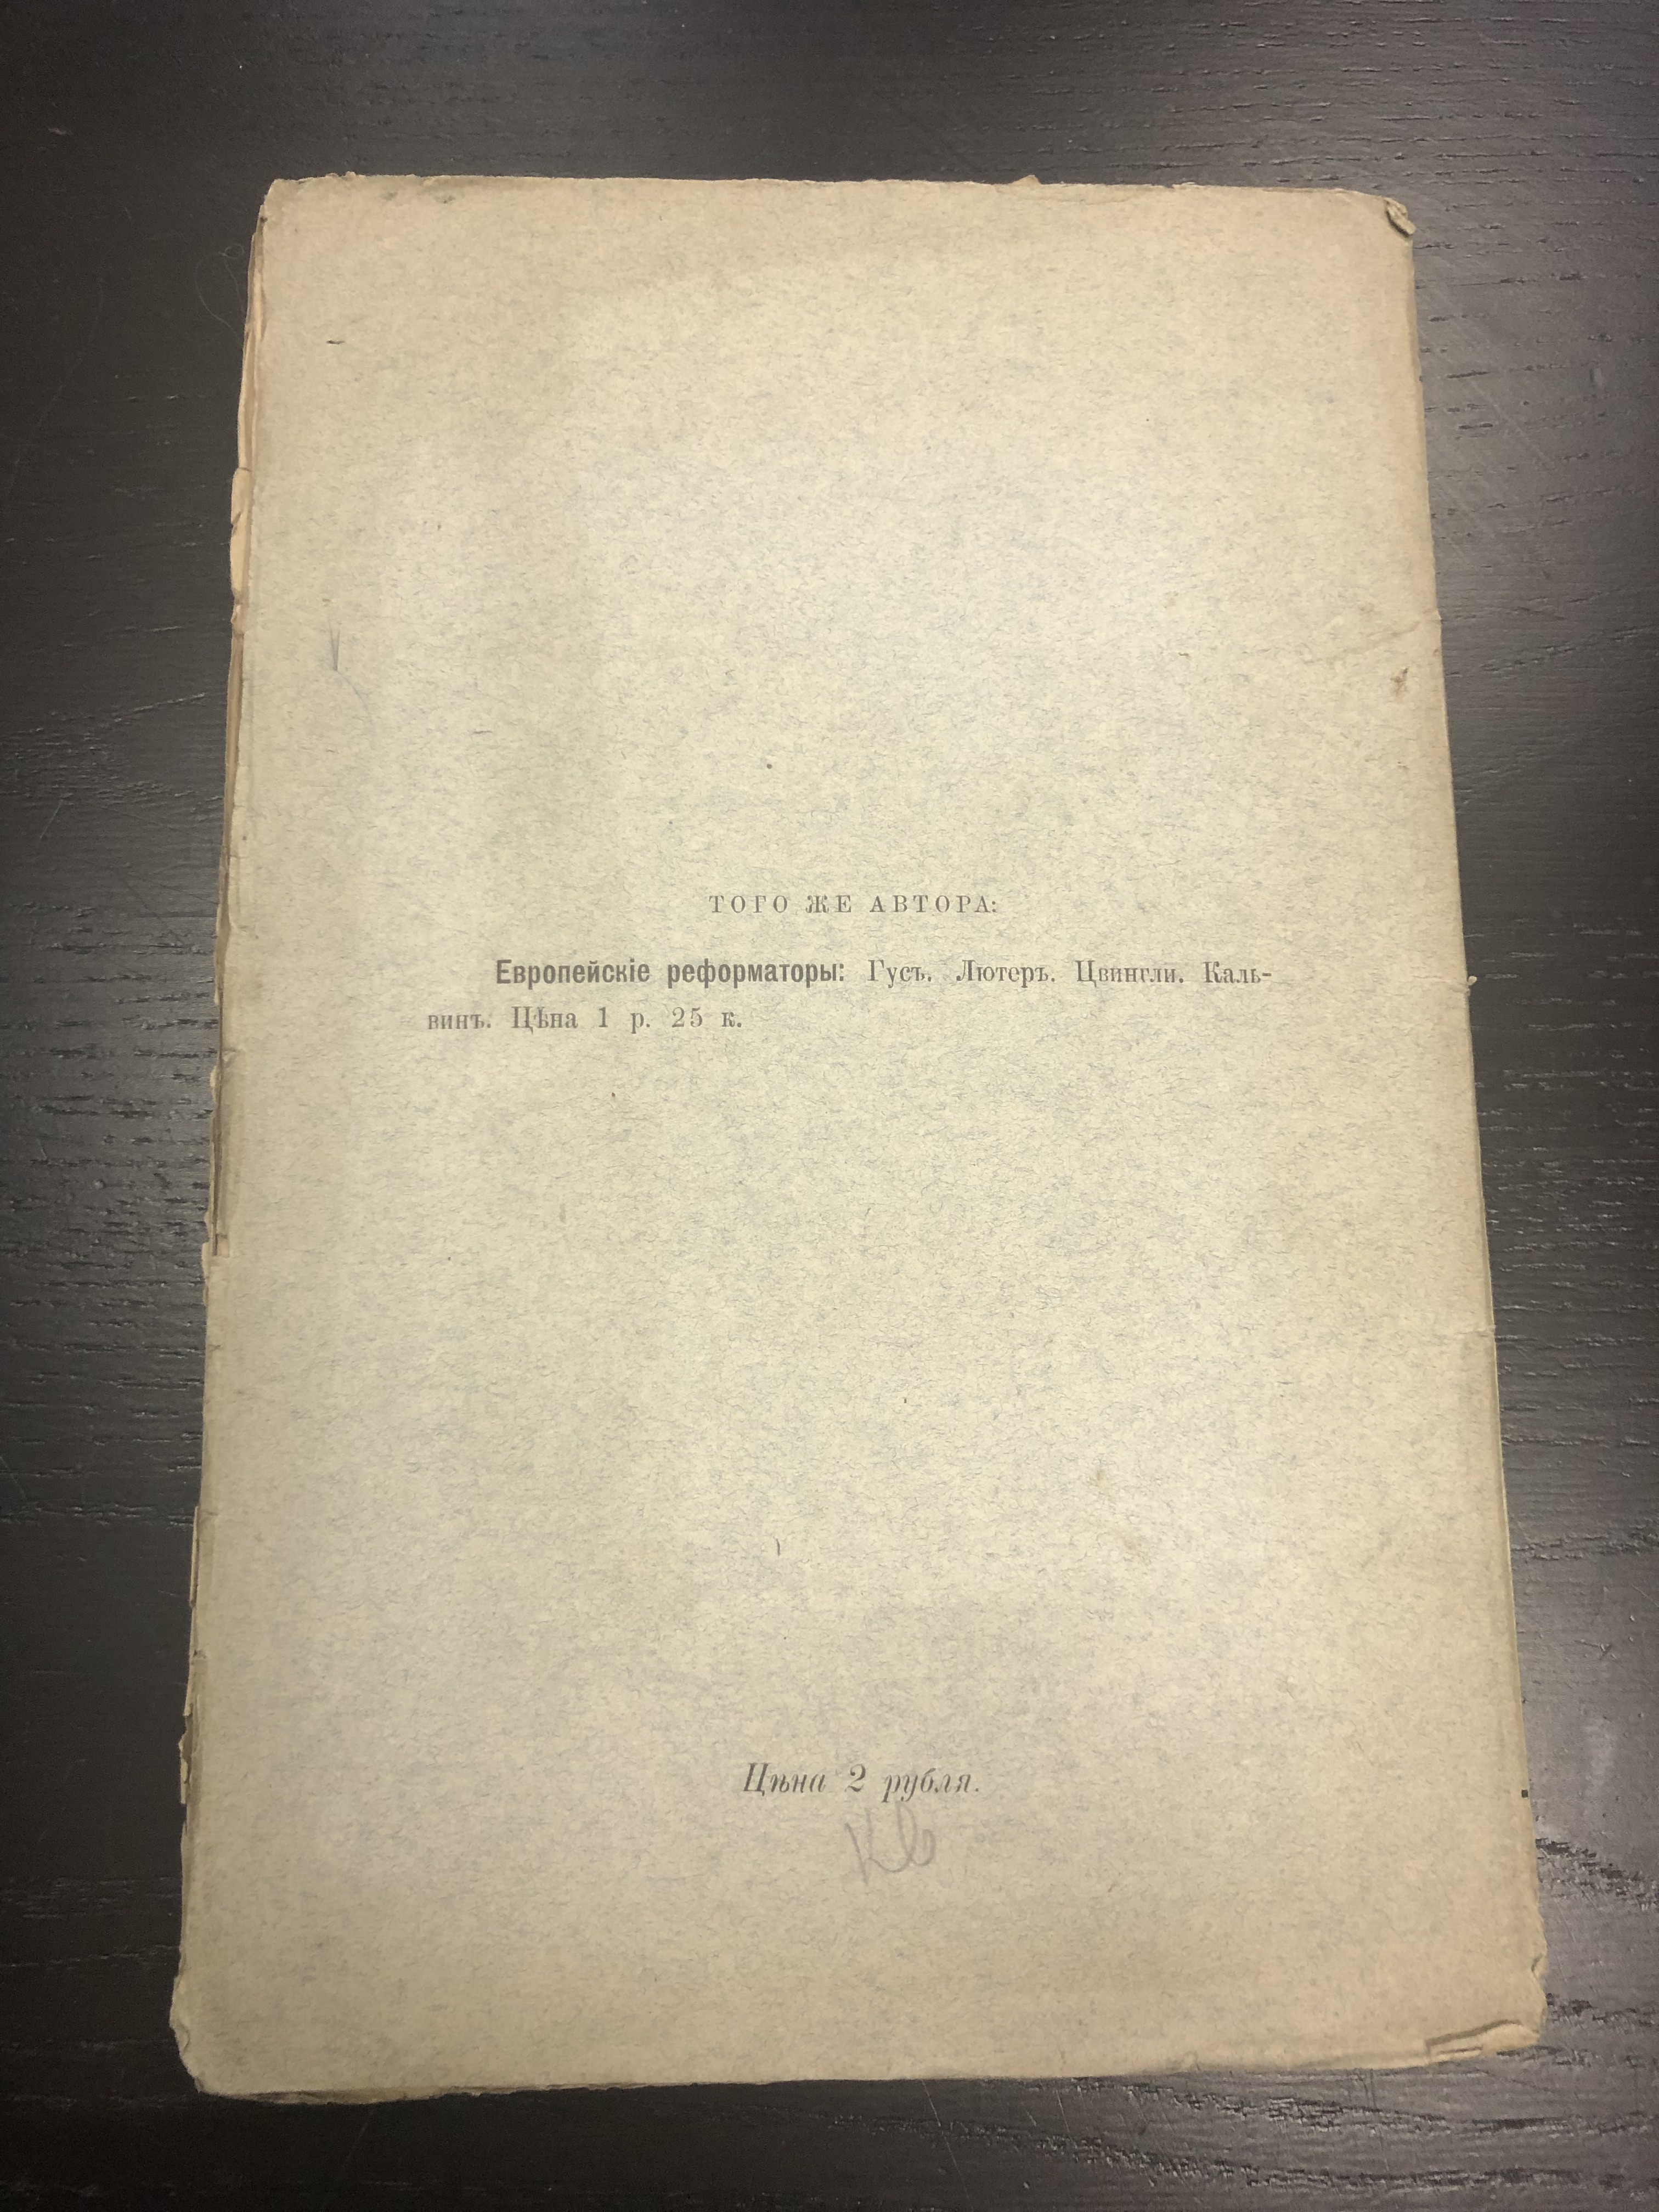 ТОГО ЖЕ АВТОРА:
Европейскіе реформаторы: Гусъ. Лютеръ. Цвингли. Каль-
винъ. Цѣна 1 р. 25 к.
Цѣна 2 рубля.